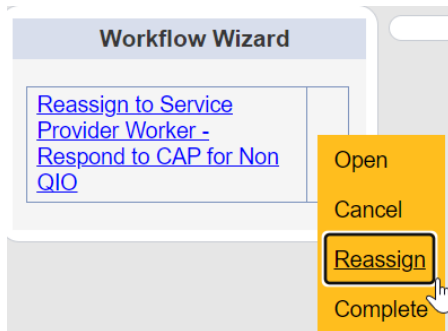 Workflow Wizard
Reassign to Service
Provider Worker -
Respond to CAP for Non
QIO
Open
Cancel
Reassign
Complete